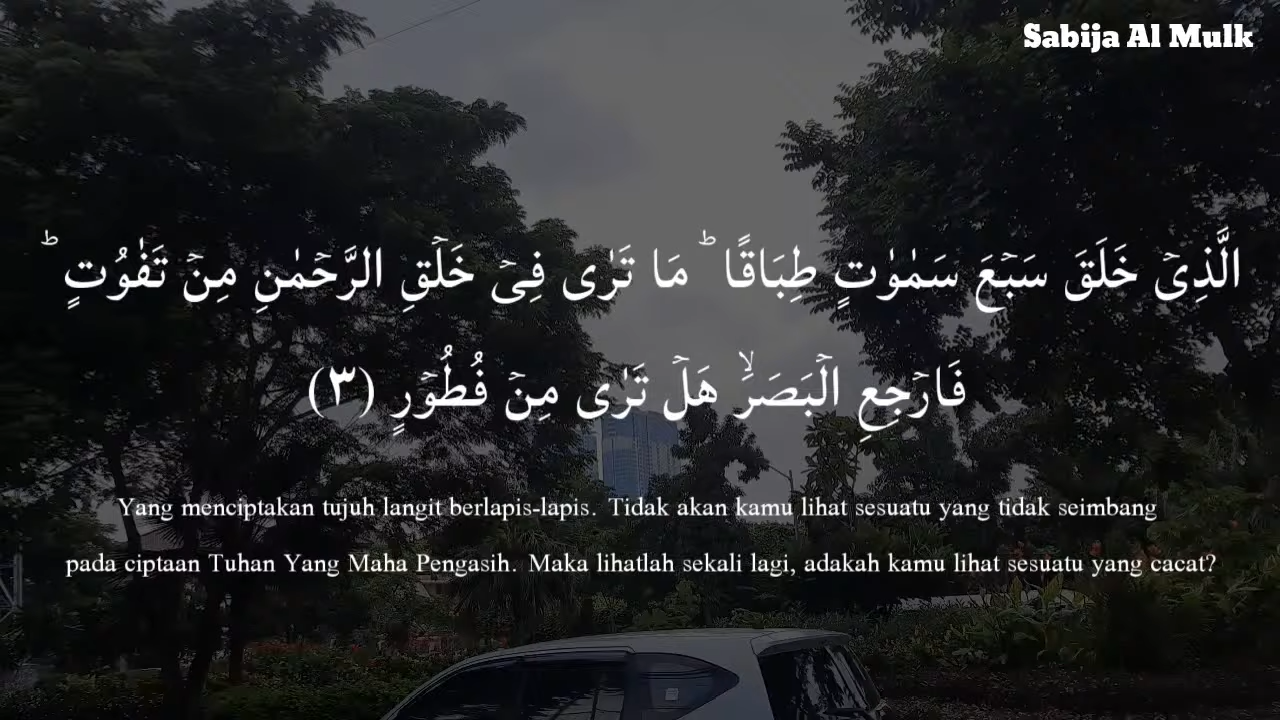 Sabija Al Mulk
الَّذِيْ خَلَقَ سَبْعَ سَمٰوٰتٍ طِبَاقًاۗ مَا تَرٰى فِيْ خَلْقِ الرَّحْمٰنِ مِنْ تَفٰوُتٍۗ
فَارْجِعِ الْبَصَرَۙ هَلْ تَرٰى مِنْ فُطُوْرٍ (٣)
Yang menciptakan tujuh langit berlapis-lapis. Tidak akan kamu lihat sesuatu yang tidak seimbang
pada ciptaan Tuhan Yang Maha Pengasih. Maka lihatlah sekali lagi, adakah kamu lihat sesuatu yang cacat?